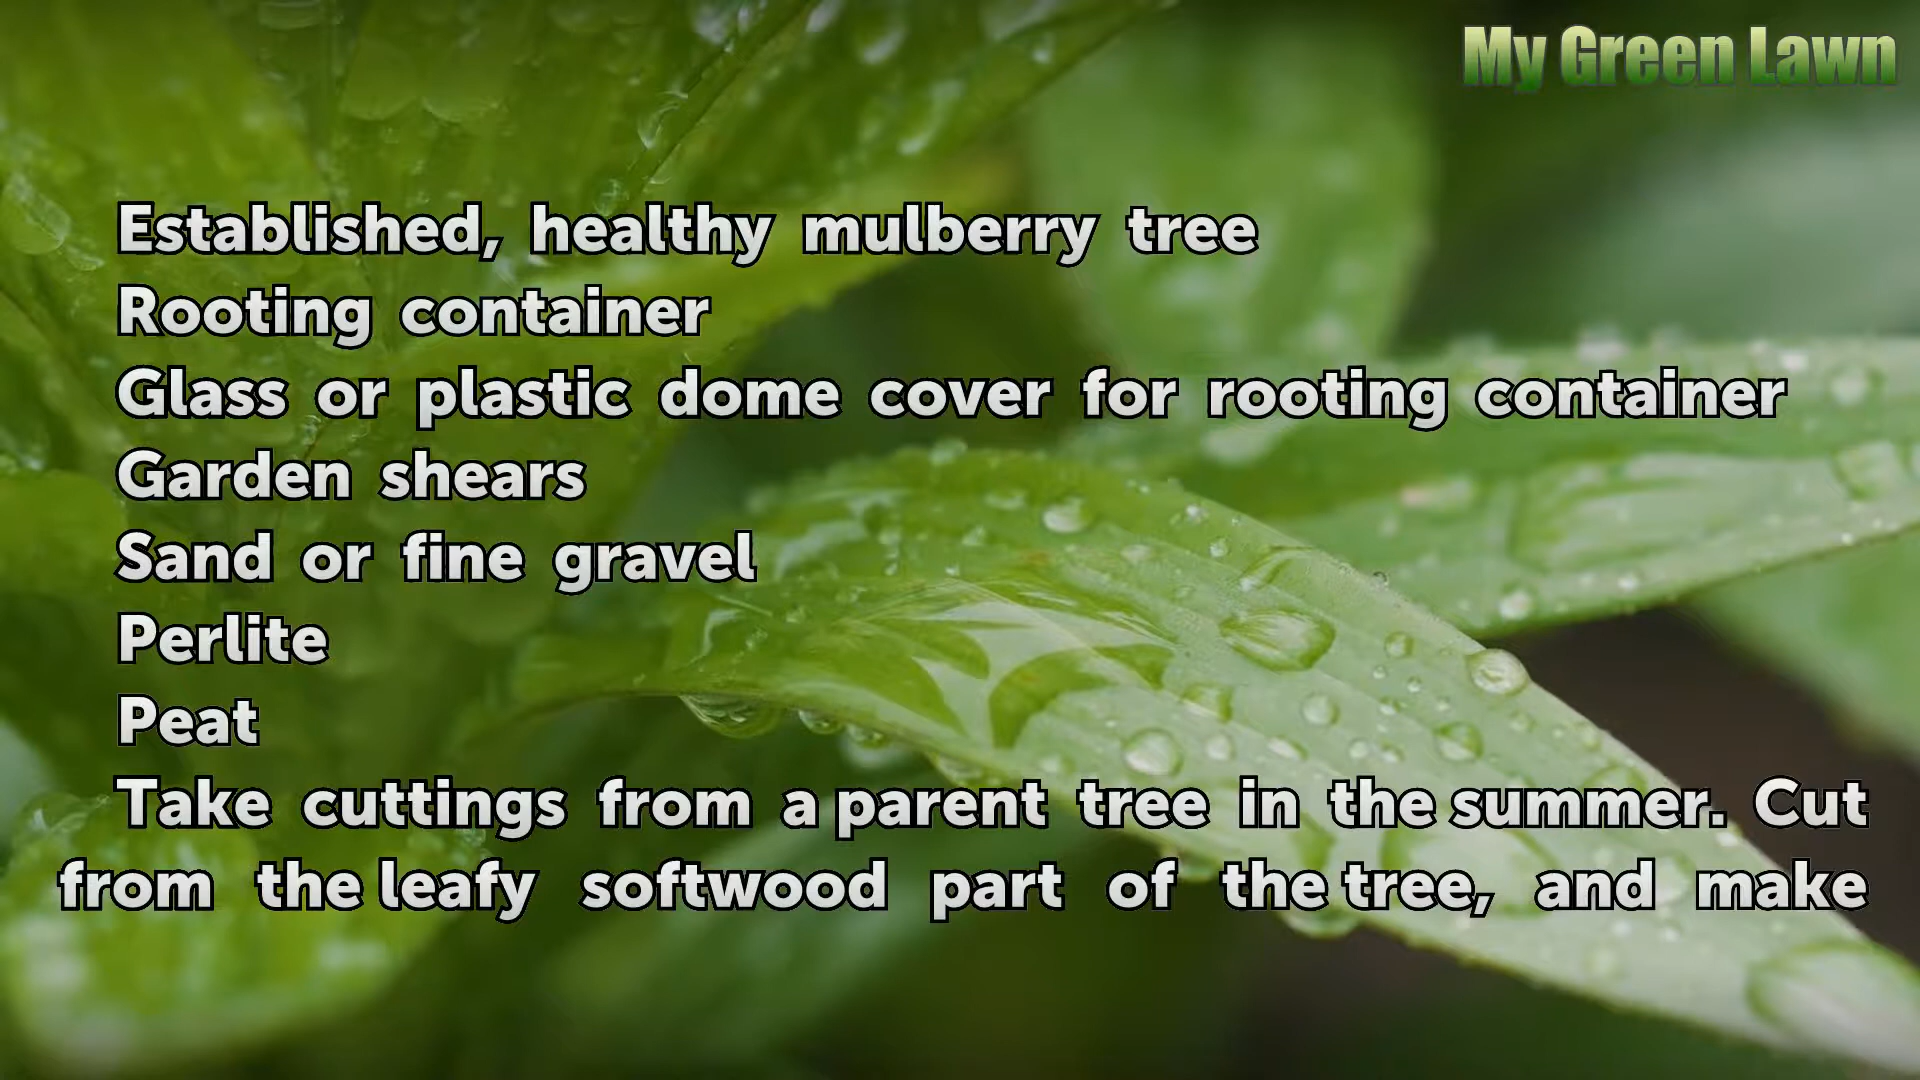 My Green Lawn
Established, healthy mulberry tree
Rooting container
Glass or plastic dome cover for rooting container
Garden shears
Sand or fine gravel
Perlite
Peat
Take cuttings from a parent tree in the summer. Cut
from the leafy softwood part of the tree, and make